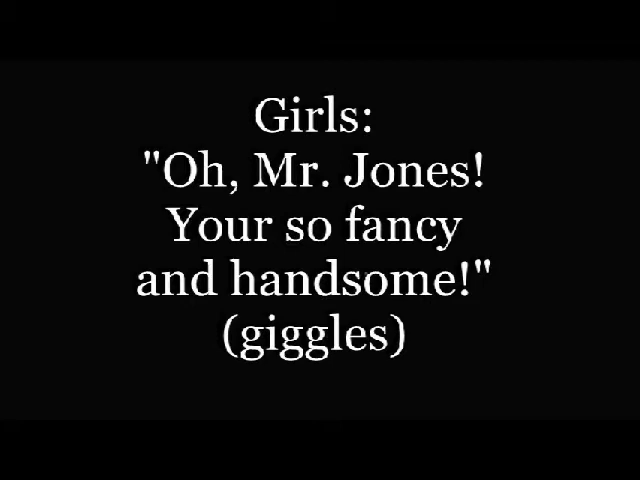 Girls:
"Oh, Mr. Jones!
Your so fancy
and handsome!"
(giggles)